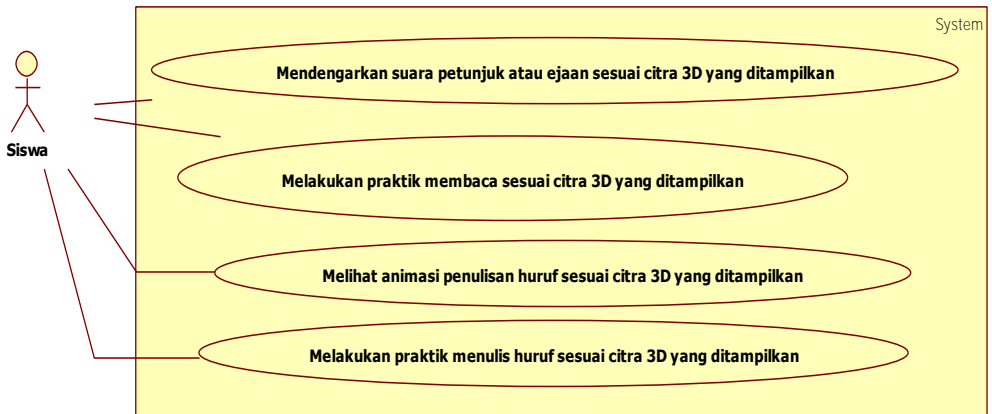 System
Mendengarkan suara petunjuk atau ejaan sesuai citra 3D yang ditampilkan
Siswa
Melakukan praktik membaca sesuai citra 3D yang ditampilkan
Melihat animasi penulisan huruf sesuai citra 3D yang ditampilkan
Melakukan praktik menulis huruf sesuai citra 3D yang ditampilkan